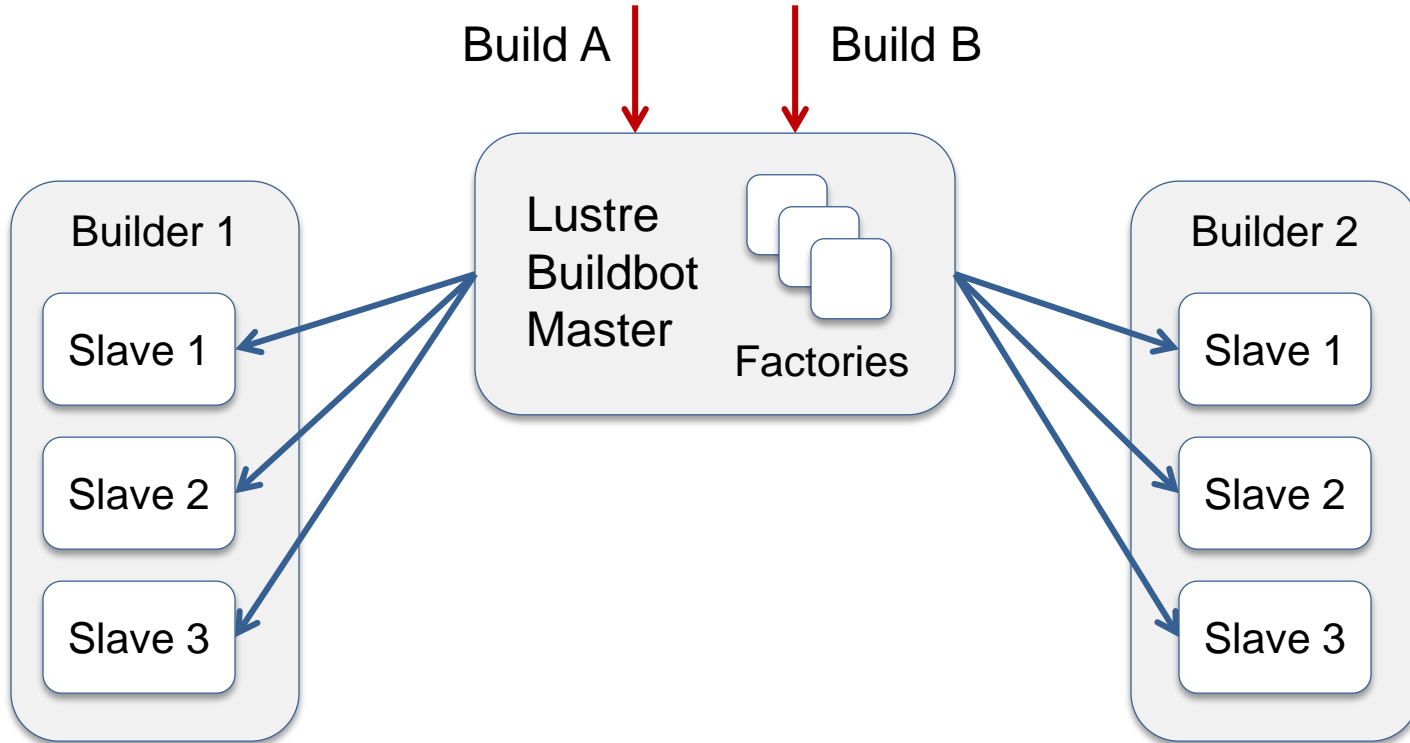 Build A
Build B
Builder 1
Slave 1
Slave 2
Slave 3
Lustre
Buildbot
Master
Factories
Builder 2
Slave 1
Slave 2
Slave 3